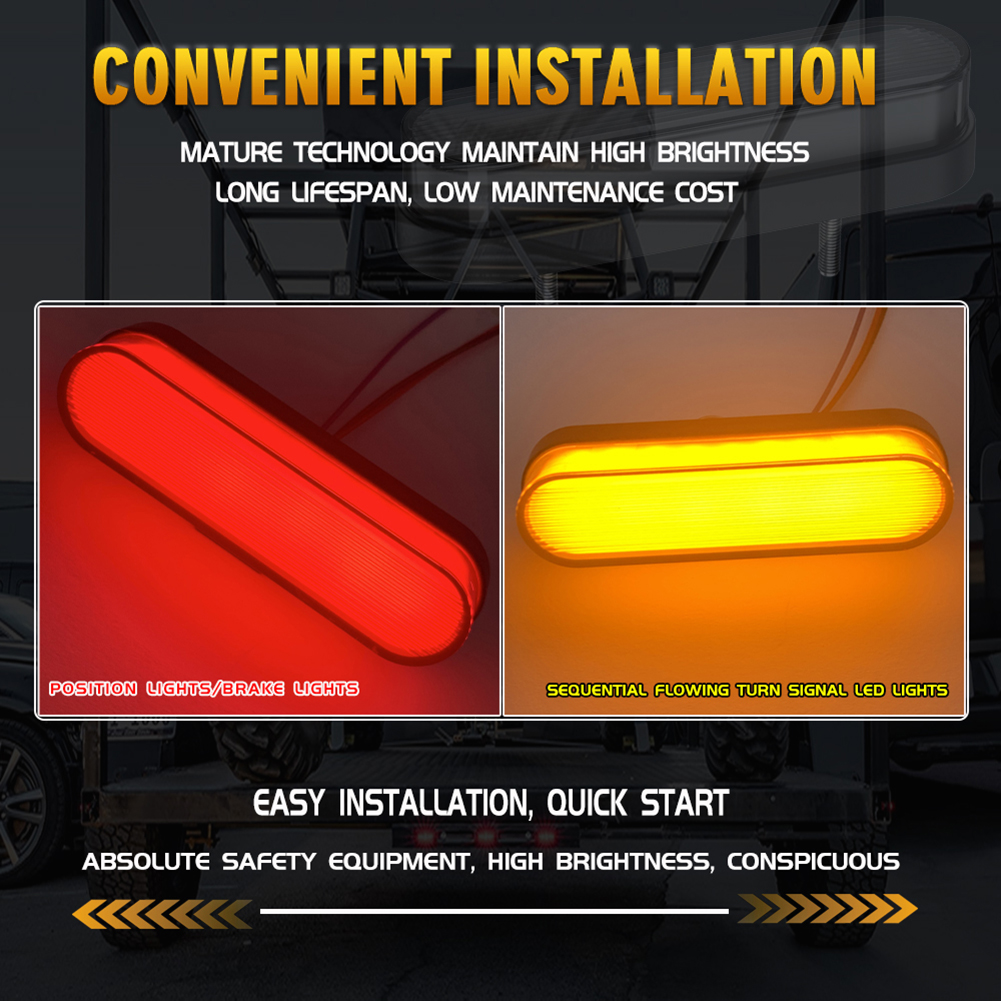 CONVENIENT INSTALLATION
MATURE TECHNOLOGY MAINTAIN HIGH BRIGHTNESS
LONG LIFESPAN, LOW MAINTENANCE COST
POSITION LIGHTS/BRAKE LIGHTS
SEQUENTIAL FLOWING TURN SIGNAL LED LIGHTS
EASY INSTALLATION, QUICK START
ABSOLUTE SAFETY EQUIPMENT, HIGH BRIGHTNESS, CONSPICUOUS